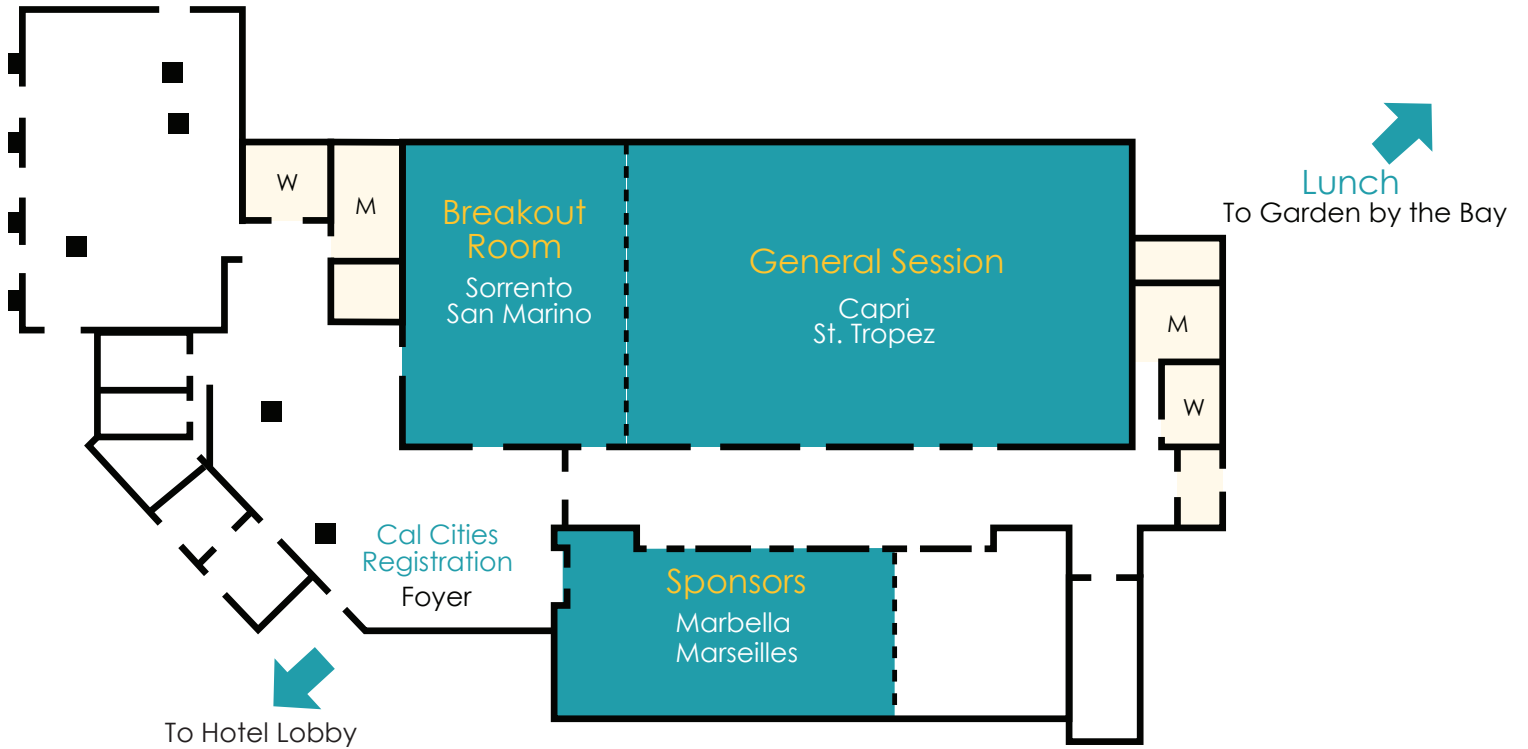 W
M
Breakout
Room
Sorrento
San Marino
General Session
Capri
St. Tropez
Lunch
To Garden by the Bay
M
W
Cal Cities
Registration
Foyer
Sponsors
Marbella
Marseilles
To Hotel Lobby